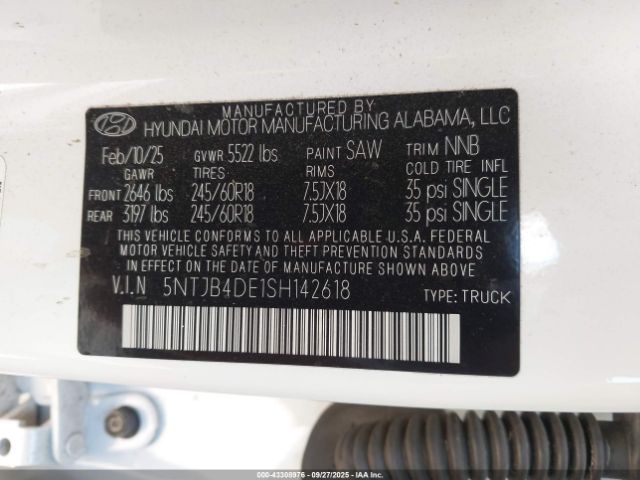 MANUFACTURED BY
HYUNDAI MOTOR MANUFACTURING ALABAMA, LLC
Feb/10/25 GVWR 5522 lbs PAINT SAW TRIM NNB
GAWR TIRES RIMS COLD TIRE INFL
FRONT 2646 lbs 245/60R18 7.5JX18 35 psi SINGLE
REAR 3197 lbs 245/60R18 7.5JX18 35 psi SINGLE
THIS VEHICLE CONFORMS TO ALL APPLICABLE U.S.A. FEDERAL
MOTOR VEHICLE SAFETY AND THEFT PREVENTION STANDARDS
IN EFFECT ON THE DATE OF MANUFACTURE SHOWN ABOVE.
V.I.N 5NTJB4DE1SH142618 TYPE: TRUCK
000-43308976 - 09/27/2025 - IAAI.COM